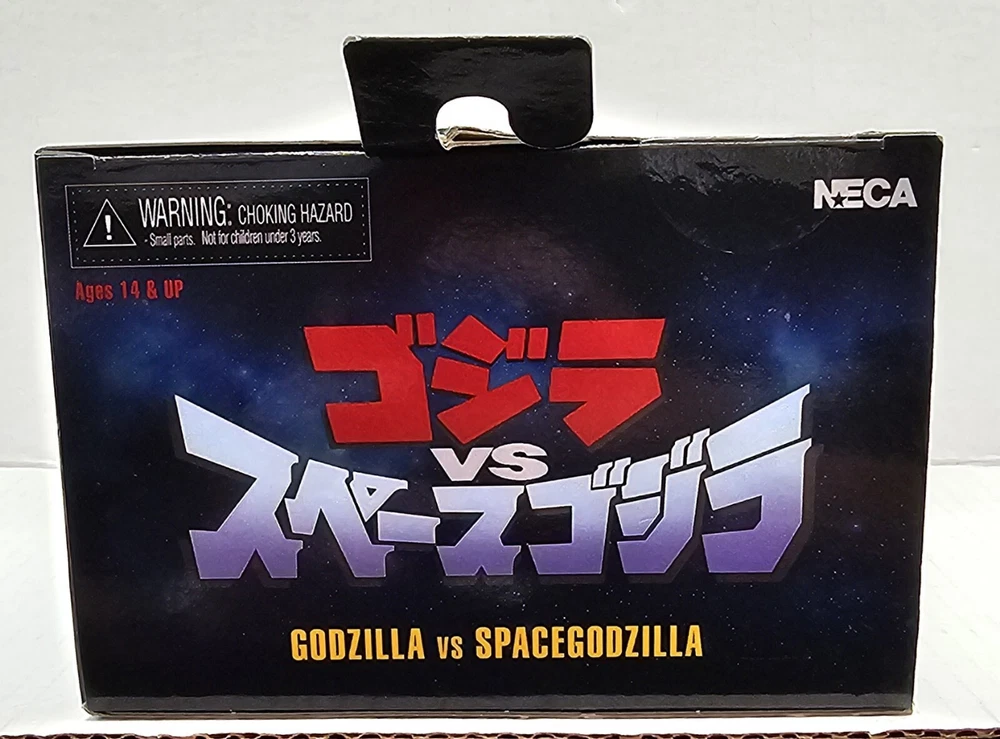 NECA
WARNING: CHOKING HAZARD
- Small parts. Not for children under 3 years.
Ages 14 & UP
ゴジラ
VS
スペースゴジラ
GODZILLA VS SPACEGODZILLA